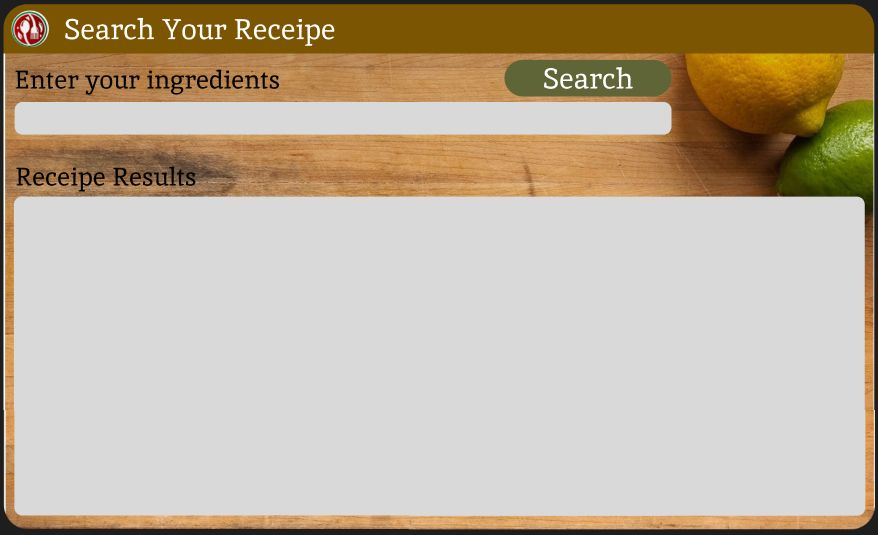 Search Your Receipe
Enter your ingredients
Search
Receipe Results